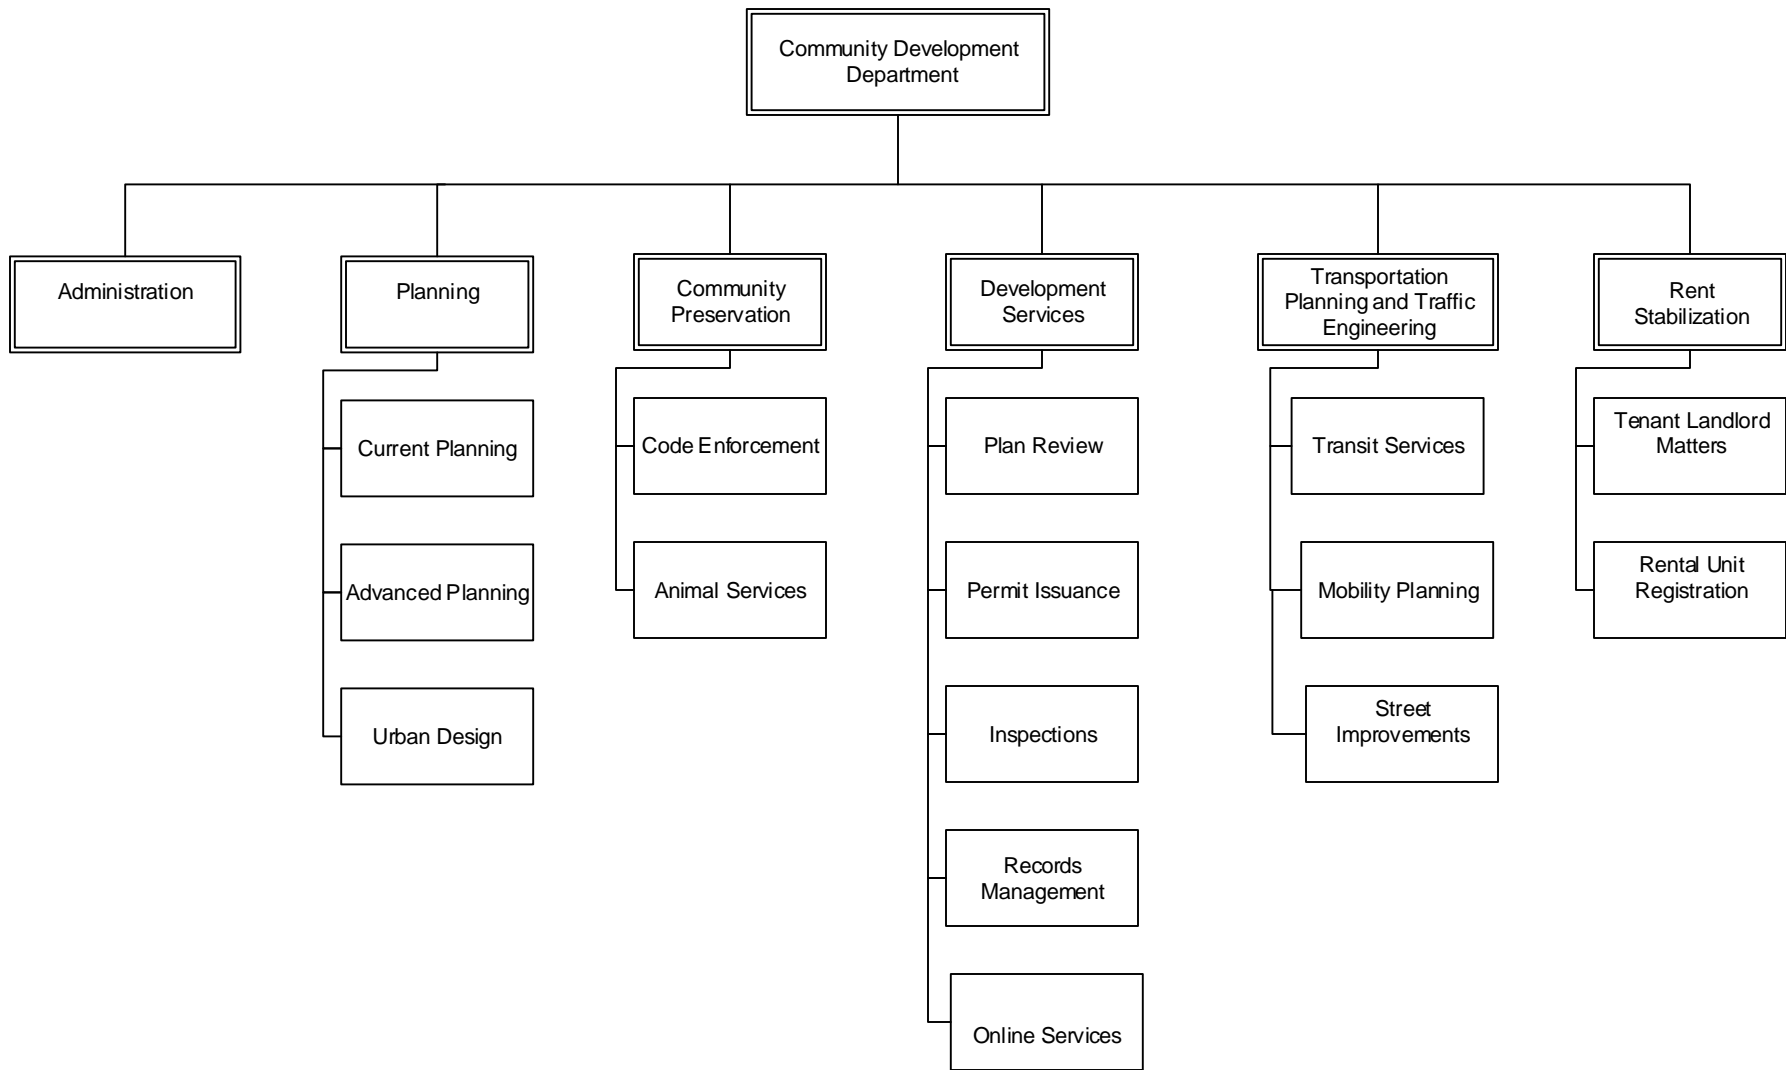 Community Development
Department
Administration
Planning
Community
Preservation
Development
Services
Transportation
Planning and Traffic
Engineering
Rent
Stabilization
Current Planning
Advanced Planning
Urban Design
Code Enforcement
Animal Services
Plan Review
Permit Issuance
Inspections
Records
Management
Online Services
Transit Services
Mobility Planning
Street
Improvements
Tenant Landlord
Matters
Rental Unit
Registration